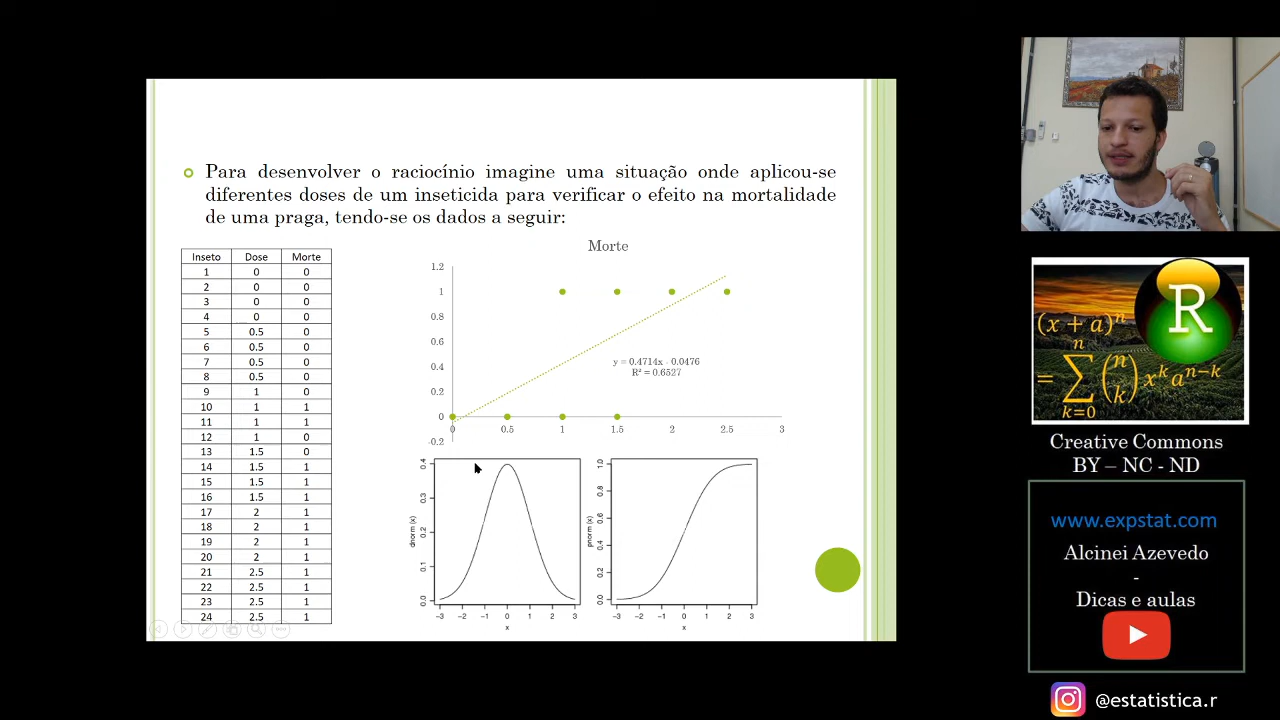 Para desenvolver o raciocínio imagine uma situação onde aplicou-se
diferentes doses de um inseticida para verificar o efeito na mortalidade
de uma praga, tendo-se os dados a seguir:
Inseto Dose Morte
1 0 0
2 0 0
3 0 0
4 0 0
5 0.5 0
6 0.5 0
7 0.5 0
8 0.5 0
9 1 0
10 1 1
11 1 1
12 1 0
13 1.5 0
14 1.5 1
15 1.5 1
16 1.5 1
17 2 1
18 2 1
19 2 1
20 2 1
21 2.5 1
22 2.5 1
23 2.5 1
24 2.5 1
Morte
1.2
1
0.8
0.6
0.4
0.2
0
-0.2
y = 0.4714x - 0.0476
R² = 0.6527
0 0.5 1 1.5 2 2.5 3
dnorm (x)
0.4
0.3
0.2
0.1
0.0
-3 -2 -1 0 1 2 3
x
pnorm (x)
1.0
0.8
0.6
0.4
0.2
0.0
-3 -2 -1 0 1 2 3
x
R
(x + a)ⁿ
n
= ∑ (n k) xᵏ aⁿ⁻ᵏ
k=0
Creative Commons
BY – NC - ND
www.expstat.com
Alcinei Azevedo
-
Dicas e aulas
@estatistica.r